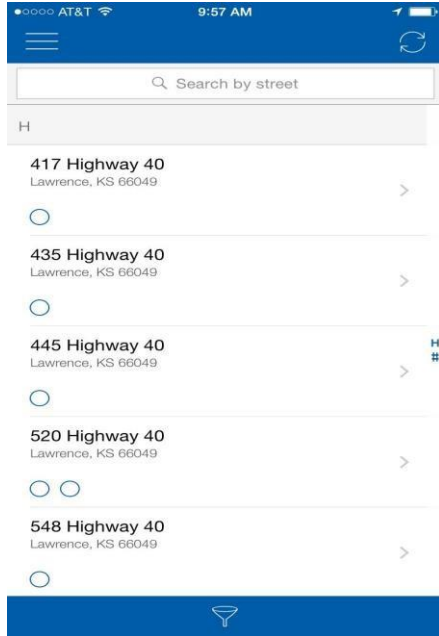 AT&T 9:57 AM
Search by street
H
417 Highway 40
Lawrence, KS 66049
435 Highway 40
Lawrence, KS 66049
445 Highway 40
Lawrence, KS 66049
H
#
520 Highway 40
Lawrence, KS 66049
548 Highway 40
Lawrence, KS 66049